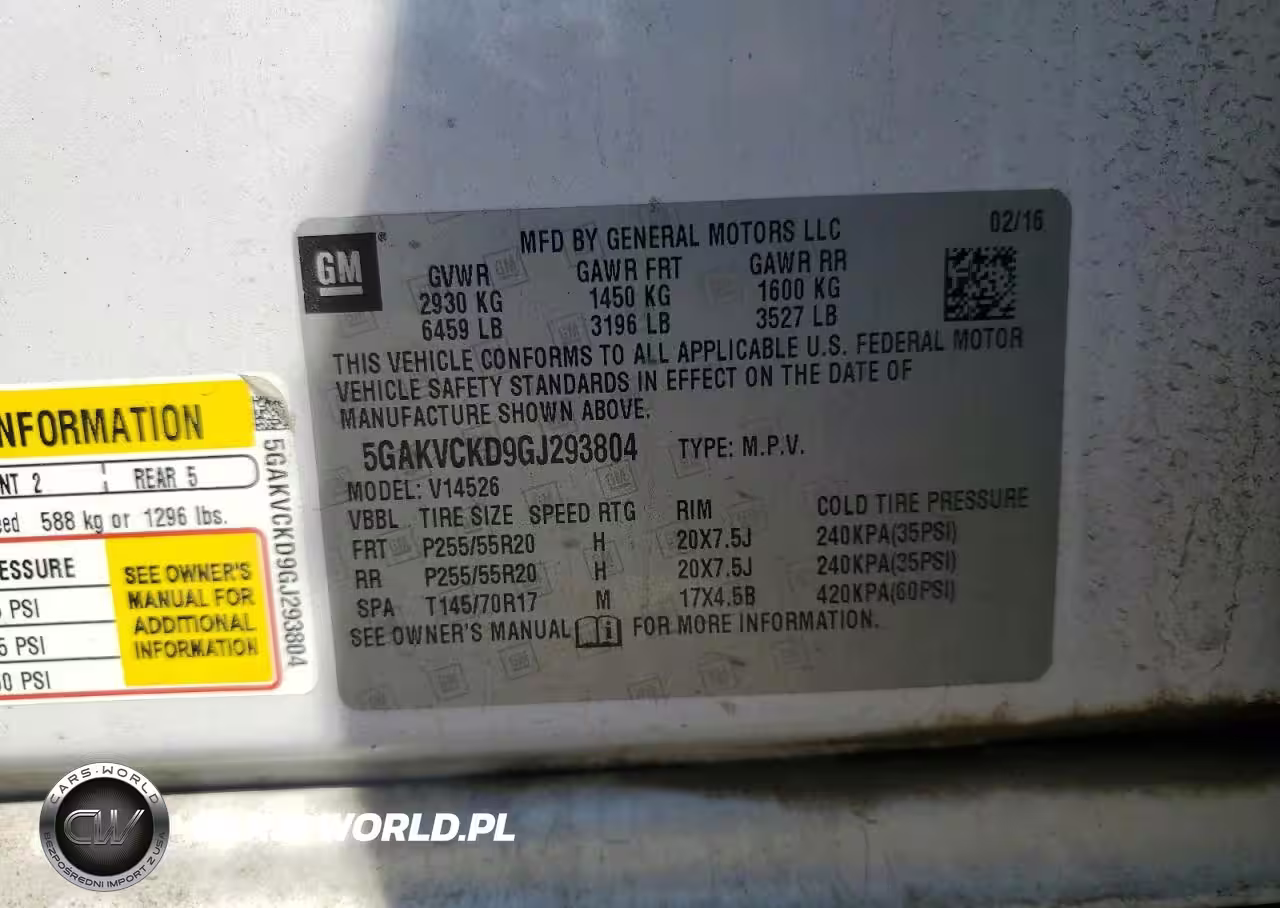 02/16
MFD BY GENERAL MOTORS LLC
GM
GVWR GAWR FRT GAWR RR
2930 KG 1450 KG 1600 KG
6459 LB 3196 LB 3527 LB
THIS VEHICLE CONFORMS TO ALL APPLICABLE U.S. FEDERAL MOTOR
VEHICLE SAFETY STANDARDS IN EFFECT ON THE DATE OF
MANUFACTURE SHOWN ABOVE.
5GAKVCKD9GJ293804 TYPE: M.P.V.
MODEL: V14526
VBBL TIRE SIZE SPEED RTG RIM COLD TIRE PRESSURE
FRT P255/55R20 H 20X7.5J 240KPA(35PSI)
RR P255/55R20 H 20X7.5J 240KPA(35PSI)
SPA T145/70R17 M 17X4.5B 420KPA(60PSI)
SEE OWNER'S MANUAL FOR MORE INFORMATION.
NFORMATION
NT 2 REAR 5
eed 588 kg or 1296 lbs.
ESSURE
PSI
5 PSI
0 PSI
SEE OWNER'S
MANUAL FOR
ADDITIONAL
INFORMATION
5GAKVCKD9GJ293804
CARS-WORLD
CW
BEZPOŚREDNI IMPORT Z USA
WORLD.PL